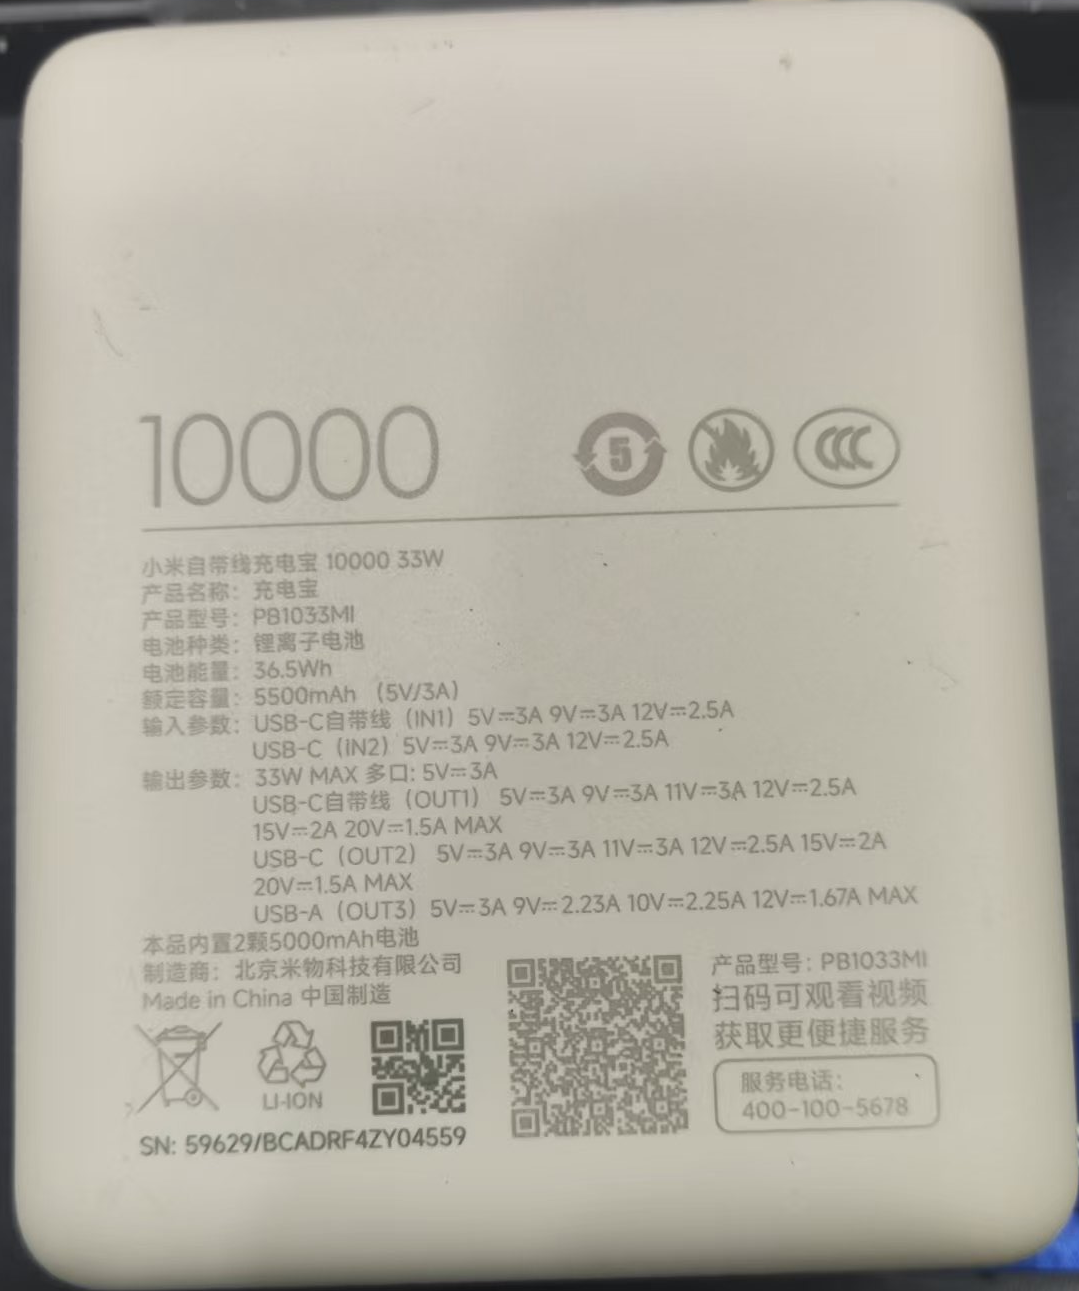 10000
5
CCC
小米自带线充电宝 10000 33W
产品名称：充电宝
产品型号：PB1033MI
电池种类：锂离子电池
电池能量：36.5Wh
额定容量：5500mAh（5V/3A）
输入参数：USB-C自带线（IN1）5V⎓3A 9V⎓3A 12V⎓2.5A
USB-C（IN2）5V⎓3A 9V⎓3A 12V⎓2.5A
输出参数：33W MAX 多口: 5V⎓3A
USB-C自带线（OUT1） 5V⎓3A 9V⎓3A 11V⎓3A 12V⎓2.5A
15V⎓2A 20V⎓1.5A MAX
USB-C（OUT2） 5V⎓3A 9V⎓3A 11V⎓3A 12V⎓2.5A 15V⎓2A
20V⎓1.5A MAX
USB-A（OUT3）5V⎓3A 9V⎓2.23A 10V⎓2.25A 12V⎓1.67A MAX
本品内置2颗5000mAh电池
制造商：北京米物科技有限公司
Made in China 中国制造
LI-ION
SN: 59629/BCADRF4ZY04559
产品型号：PB1033MI
扫码可观看视频
获取更便捷服务
服务电话：
400-100-5678